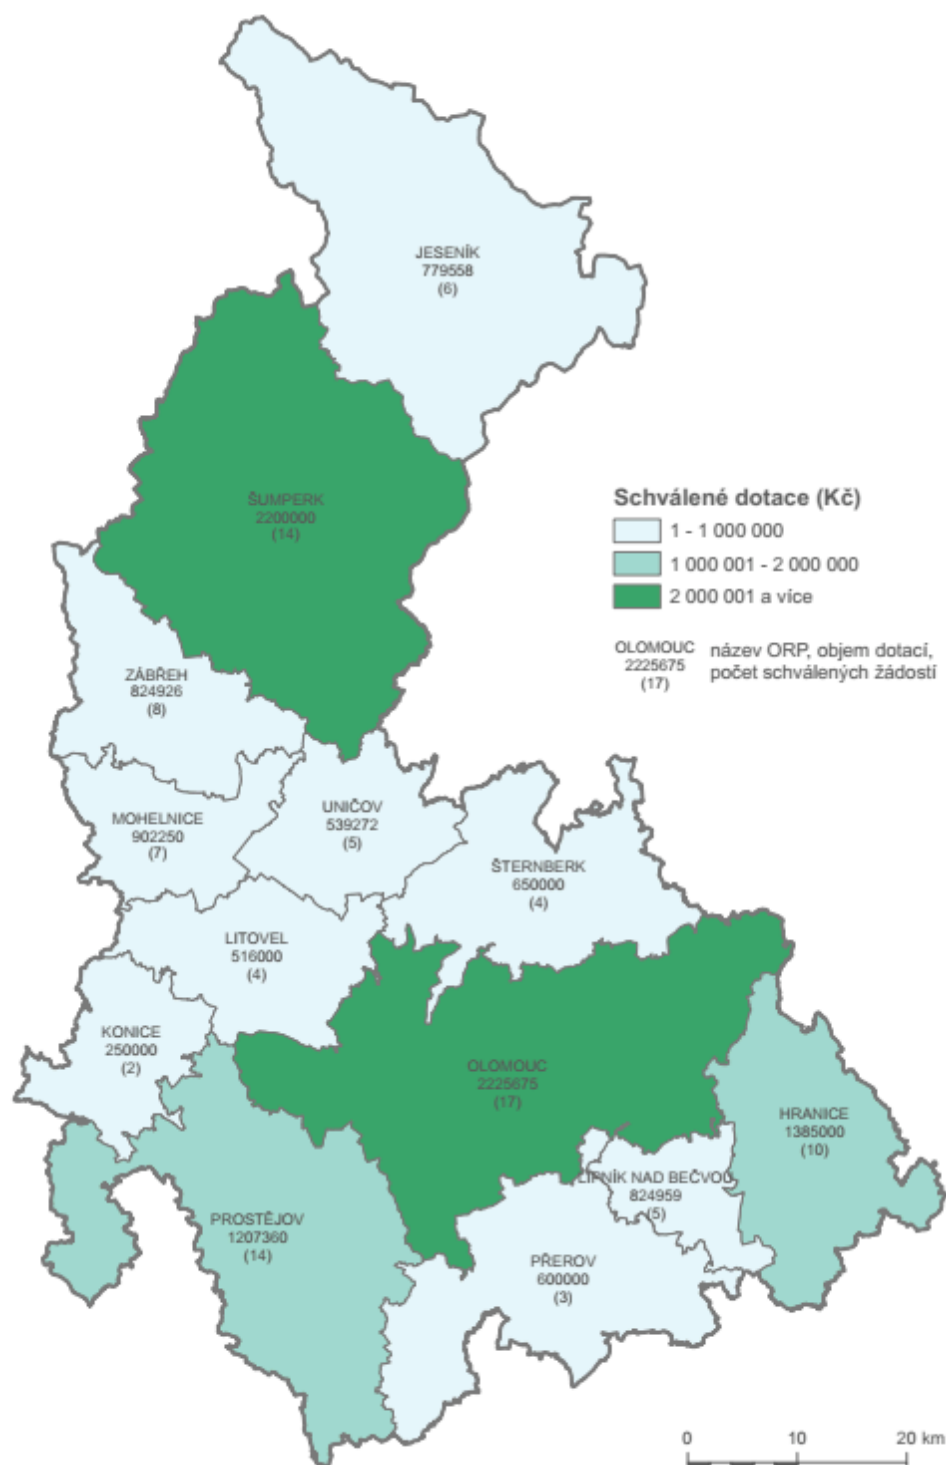 JESENÍK
779558
(6)
ŠUMPERK
2200000
(14)
Schválené dotace (Kč)
1 - 1 000 000
1 000 001 - 2 000 000
2 000 001 a více
OLOMOUC
2225675
(17)
název ORP, objem dotací,
počet schválených žádostí
ZÁBŘEH
824926
(8)
MOHELNICE
902250
(7)
UNIČOV
539272
(5)
ŠTERNBERK
650000
(4)
LITOVEL
516000
(4)
KONICE
250000
(2)
OLOMOUC
2225675
(17)
HRANICE
1385000
(10)
LIPNÍK NAD BEČVOU
824959
(5)
PROSTĚJOV
1207360
(14)
PŘEROV
600000
(3)
0 10 20 km